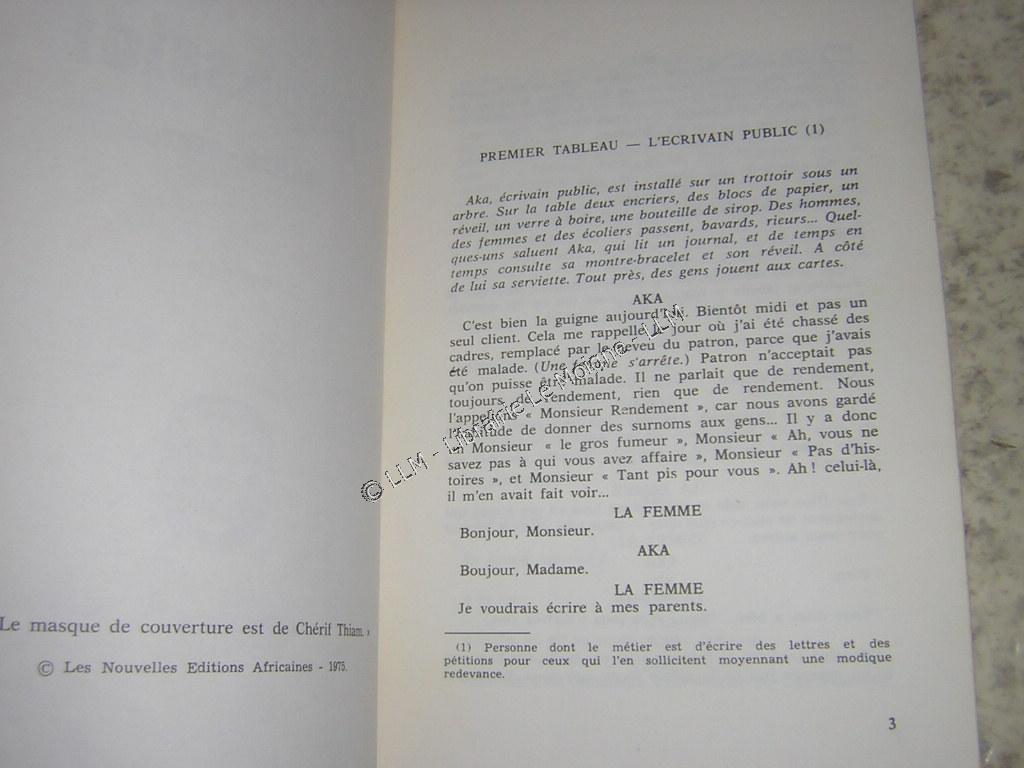 Le masque de couverture est de Chérif Thiam.
© Les Nouvelles Editions Africaines - 1975.
PREMIER TABLEAU — L'ECRIVAIN PUBLIC (1)
Aka, écrivain public, est installé sur un trottoir sous un
arbre. Sur la table deux encriers, des blocs de papier, un
réveil, un verre à boire, une bouteille de sirop. Des hommes,
des femmes et des écoliers passent, bavards, rieurs... Quel-
ques-uns saluent Aka, qui lit un journal, et de temps en
temps consulte sa montre-bracelet et son réveil. A côté
de lui sa serviette. Tout près, des gens jouent aux cartes.
AKA
C'est bien la guigne aujourd'hui. Bientôt midi et pas un
seul client. Cela me rappelle le jour où j'ai été chassé des
cadres, remplacé par le neveu du patron, parce que j'avais
été malade. (Une femme s'arrête.) Patron n'acceptait pas
qu'on puisse être malade. Il ne parlait que de rendement,
toujours de rendement, rien que de rendement. Nous
l'appelions « Monsieur Rendement », car nous avons gardé
l'habitude de donner des surnoms aux gens... Il y a donc
un Monsieur « le gros fumeur », Monsieur « Ah, vous ne
savez pas à qui vous avez affaire », Monsieur « Pas d'his-
toires », et Monsieur « Tant pis pour vous ». Ah ! celui-là,
il m'en avait fait voir...
LA FEMME
Bonjour, Monsieur.
AKA
Boujour, Madame.
LA FEMME
Je voudrais écrire à mes parents.
(1) Personne dont le métier est d'écrire des lettres et des
pétitions pour ceux qui l'en sollicitent moyennant une modique
redevance.
3
© LLM - Librairie Le Moigne - LLM